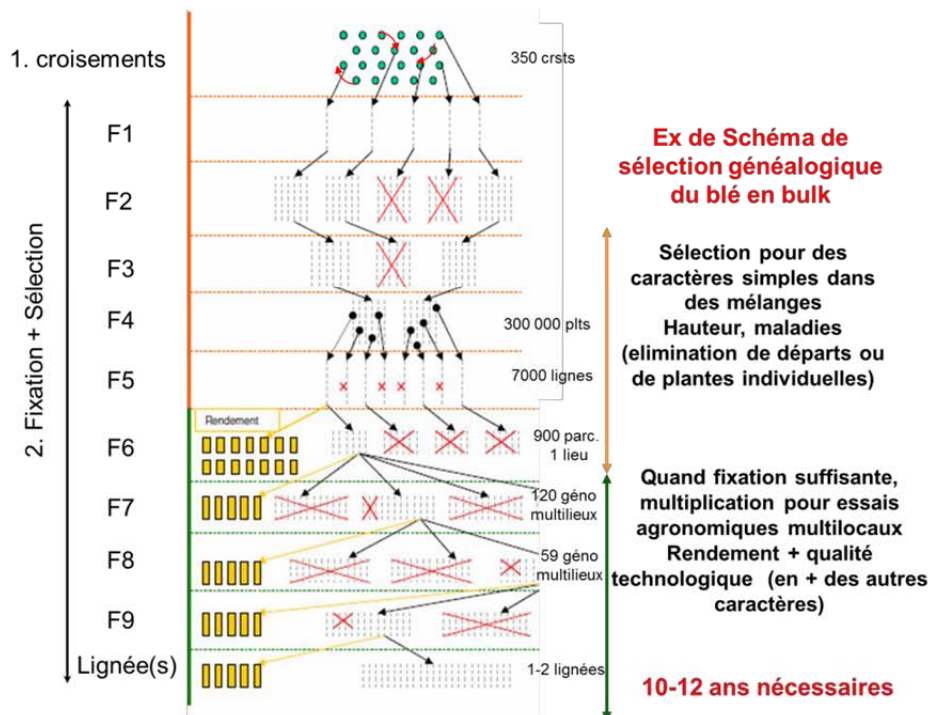 1. croisements
350 crsts
F1
Ex de Schéma de
sélection généalogique
du blé en bulk
F2
2. Fixation + Sélection
F3
Sélection pour des
caractères simples dans
des mélanges
Hauteur, maladies
(elimination de départs ou
de plantes individuelles)
F4
300 000 plts
F5
7000 lignes
Rendement
F6
900 parc.
1 lieu
Quand fixation suffisante,
multiplication pour essais
agronomiques multilocaux
Rendement + qualité
technologique (en + des autres
caractères)
F7
120 géno
multilieux
F8
59 géno
multilieux
F9
Lignée(s)
1-2 lignées
10-12 ans nécessaires